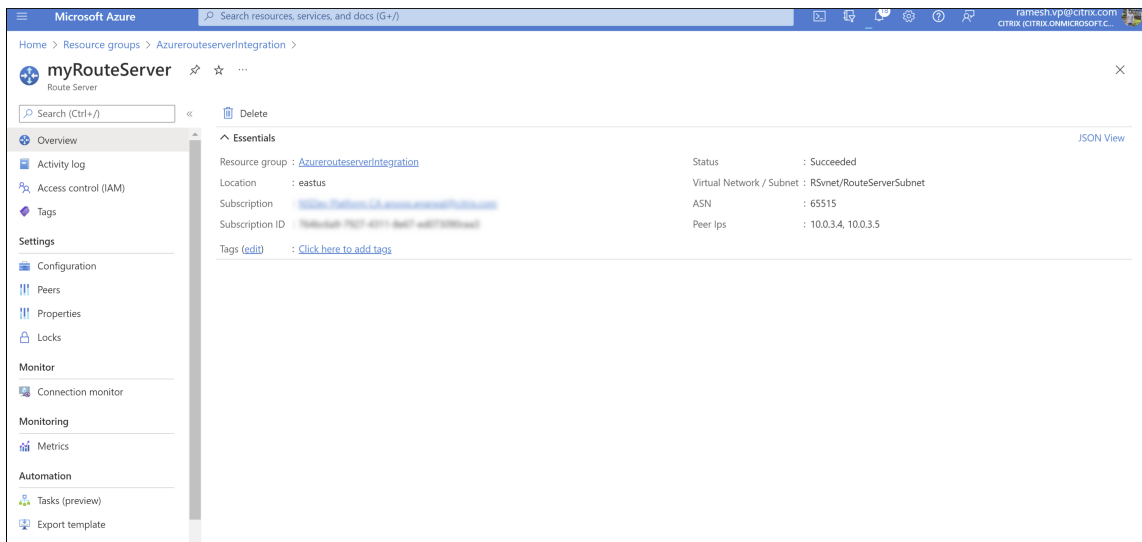 Microsoft Azure
Search resources, services, and docs (G+/)
18
ramesh.vp@citrix.com
CITRIX (CITRIX.ONMICROSOFT.C...
Home > Resource groups > AzurerouteserverIntegration >
myRouteServer
Route Server
Search (Ctrl+/)
Delete
Overview
Activity log
Access control (IAM)
Tags
Settings
Configuration
Peers
Properties
Locks
Monitor
Connection monitor
Monitoring
Metrics
Automation
Tasks (preview)
Export template
Essentials
JSON View
Resource group : AzurerouteserverIntegration
Location : eastus
Subscription
Subscription ID
Tags (edit) : Click here to add tags
Status : Succeeded
Virtual Network / Subnet : RSvnet/RouteServerSubnet
ASN : 65515
Peer Ips : 10.0.3.4, 10.0.3.5